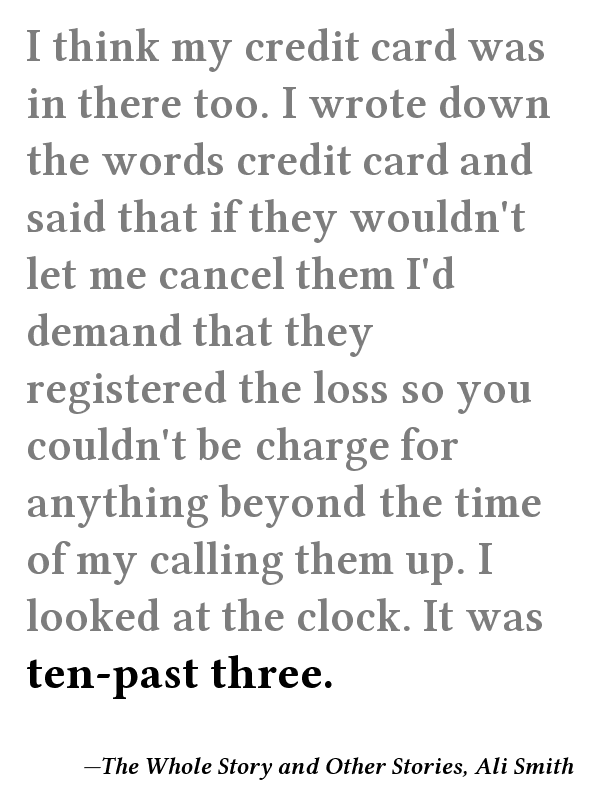 I think my credit card was
in there too. I wrote down
the words credit card and
said that if they wouldn't
let me cancel them I'd
demand that they
registered the loss so you
couldn't be charge for
anything beyond the time
of my calling them up. I
looked at the clock. It was
ten-past three.
—The Whole Story and Other Stories, Ali Smith